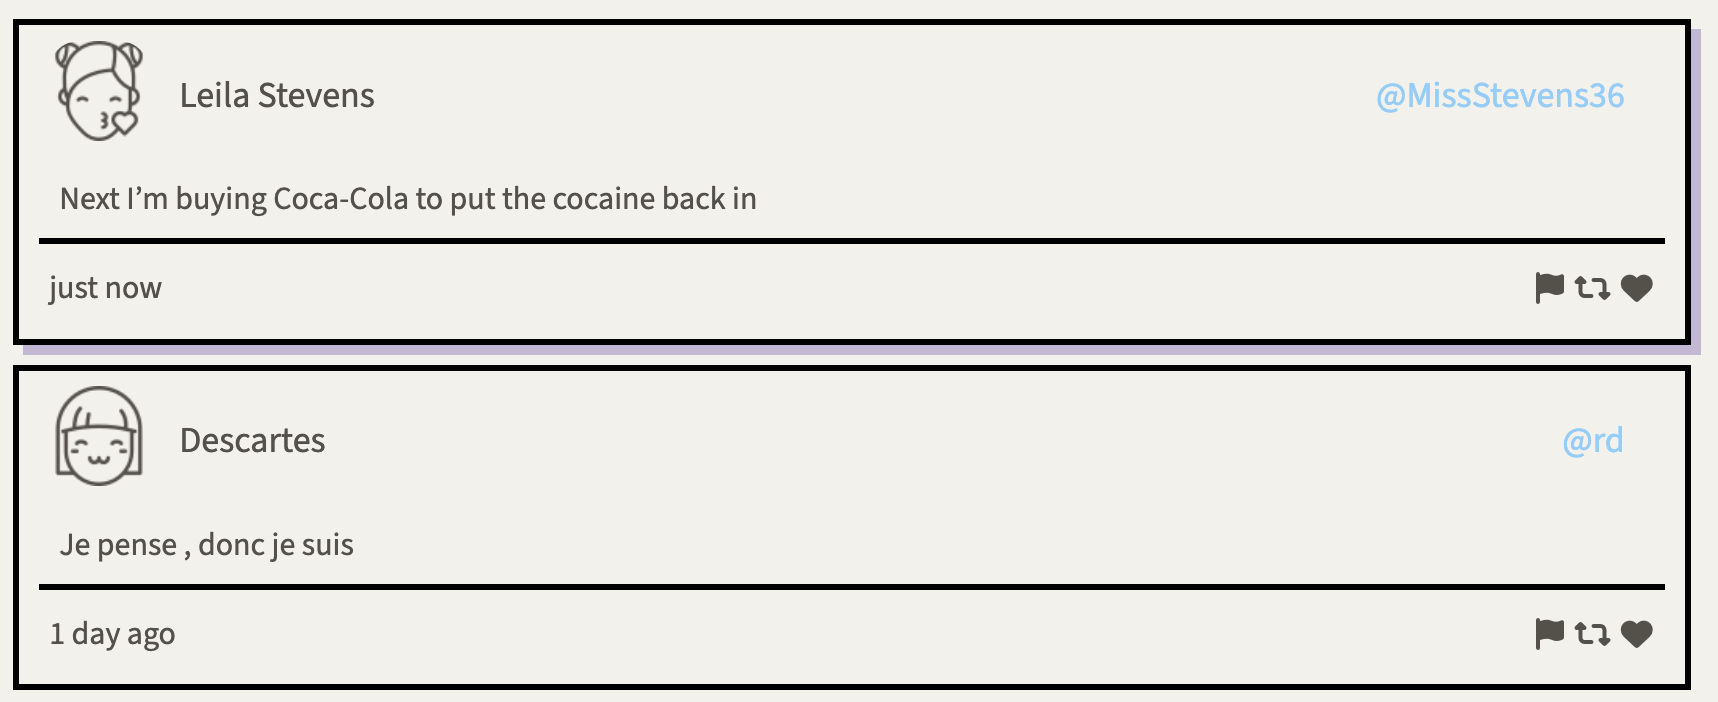 Leila Stevens @MissStevens36
Next I’m buying Coca-Cola to put the cocaine back in
just now
Descartes @rd
Je pense , donc je suis
1 day ago